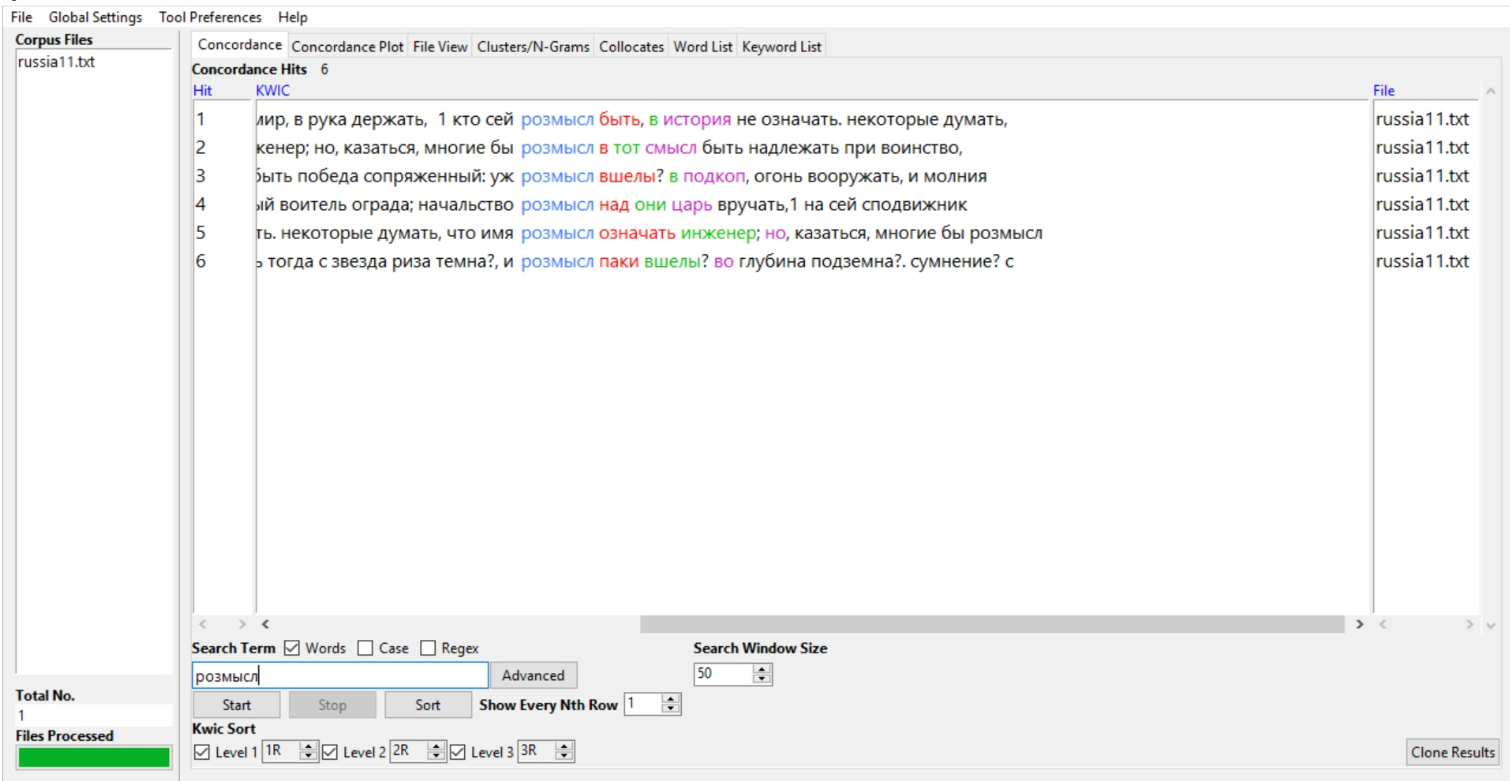 File Global Settings Tool Preferences Help
Corpus Files
russia11.txt
Concordance Concordance Plot File View Clusters/N-Grams Collocates Word List Keyword List
Concordance Hits 6
Hit KWIC File
1 мир, в рука держать, 1 кто сей розмысл быть, в история не означать. некоторые думать, russia11.txt
2 женер; но, казаться, многие бы розмысл в тот смысл быть надлежать при воинство, russia11.txt
3 быть победа сопряженный: уж розмысл вшелы? в подкоп, огонь вооружать, и молния russia11.txt
4 ый воитель ограда; начальство розмысл над они царь вручать,1 на сей сподвижник russia11.txt
5 ть. некоторые думать, что имя розмысл означать инженер; но, казаться, многие бы розмысл russia11.txt
6 ь тогда с звезда риза темна?, и розмысл паки вшелы? во глубина подземна?. сумнение? с russia11.txt
Search Term Words Case Regex Search Window Size
розмысл Advanced 50
Start Stop Sort Show Every Nth Row 1
Kwic Sort
Level 1 1R Level 2 2R Level 3 3R
Total No.
1
Files Processed
Clone Results